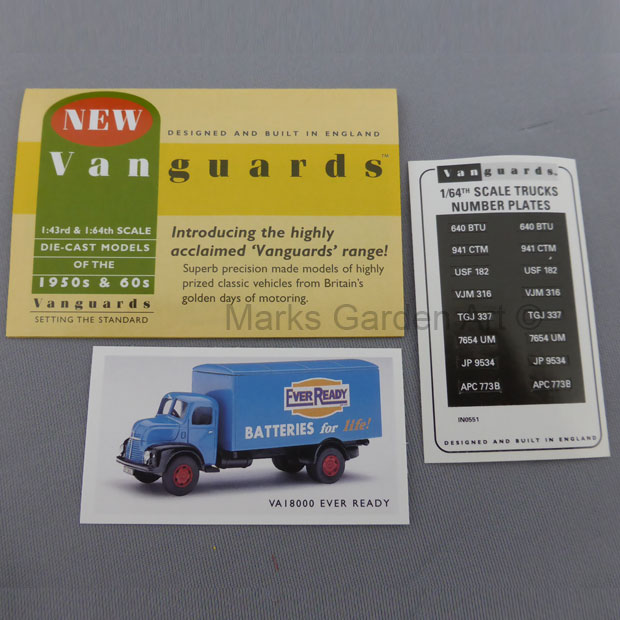 NEW
DESIGNED AND BUILT IN ENGLAND
Vanguards™
1:43rd & 1:64th SCALE
DIE-CAST MODELS
OF THE
1950s & 60s
Vanguards
SETTING THE STANDARD
Introducing the highly
acclaimed ‘Vanguards’ range!
Superb precision made models of highly
prized classic vehicles from Britain's
golden days of motoring.
Marks Garden Art ©
Vanguards
1/64TH SCALE TRUCKS
NUMBER PLATES
640 BTU 640 BTU
941 CTM 941 CTM
USF 182 USF 182
VJM 316 VJM 316
TGJ 337 TGJ 337
7654 UM 7654 UM
JP 9534 JP 9534
APC 773B APC 773B
IN0551
DESIGNED AND BUILT IN ENGLAND
EVER READY
BATTERIES for life!
VA18000 EVER READY